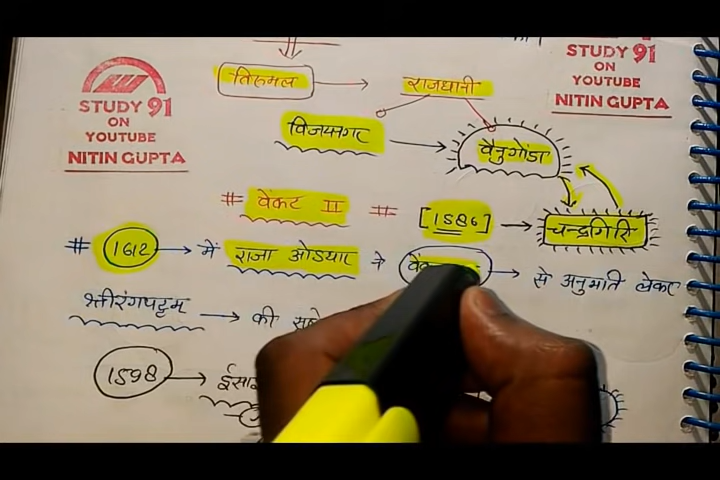 STUDY 91
ON
YOUTUBE
NITIN GUPTA
STUDY 91
ON
YOUTUBE
NITIN GUPTA
तिरुमल → राजधानी
विजयनगर → वैनुगोंडा
# वेंकट II # [1586] → चन्द्रगिरि
# 1612 → में राजा ओडयार ने → से अनुमति लेकर
श्रीरंगपट्टम → की
1598 →